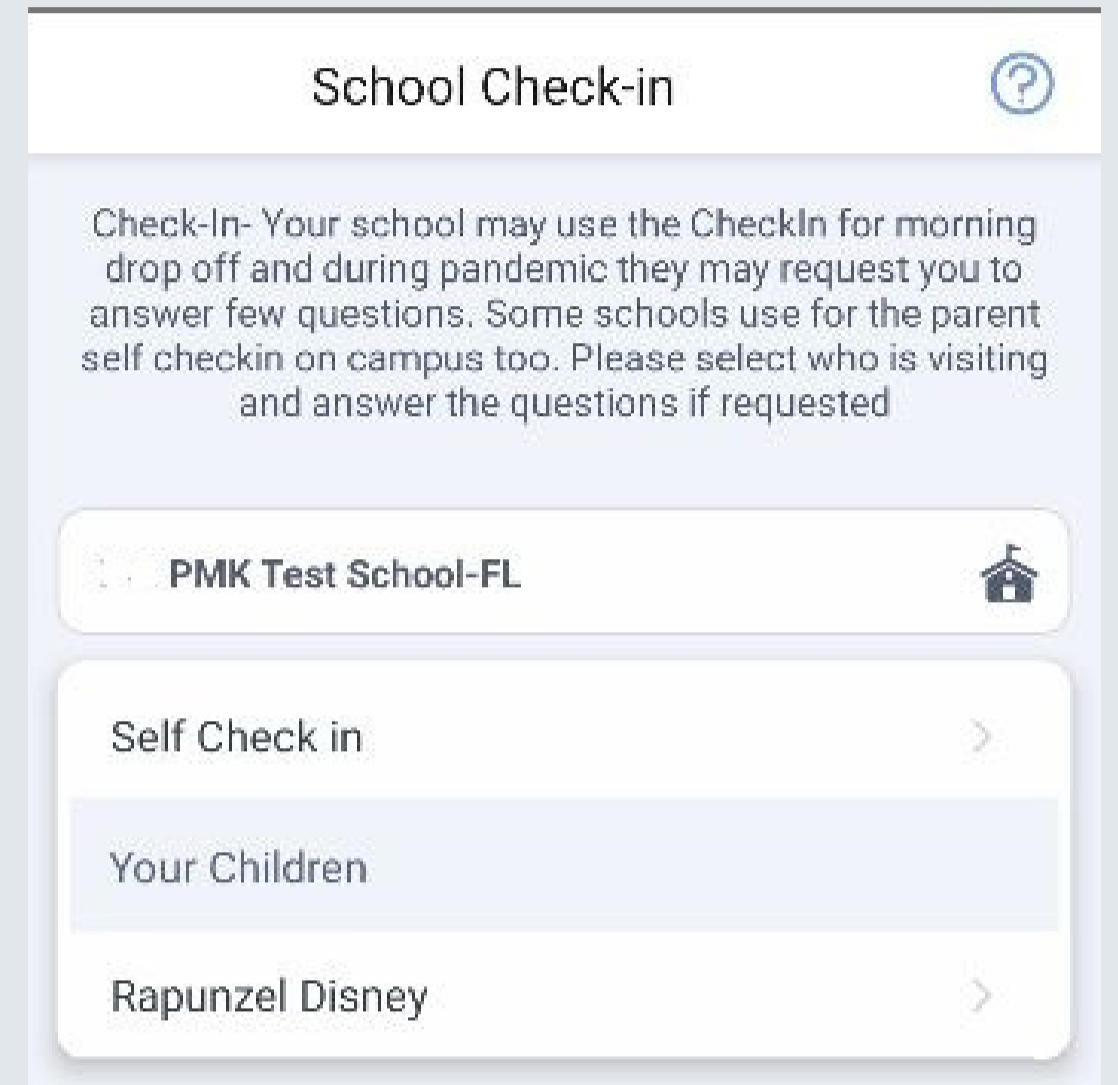 School Check-in
?
Check-In- Your school may use the CheckIn for morning
drop off and during pandemic they may request you to
answer few questions. Some schools use for the parent
self checkin on campus too. Please select who is visiting
and answer the questions if requested
PMK Test School-FL
Self Check in
Your Children
Rapunzel Disney